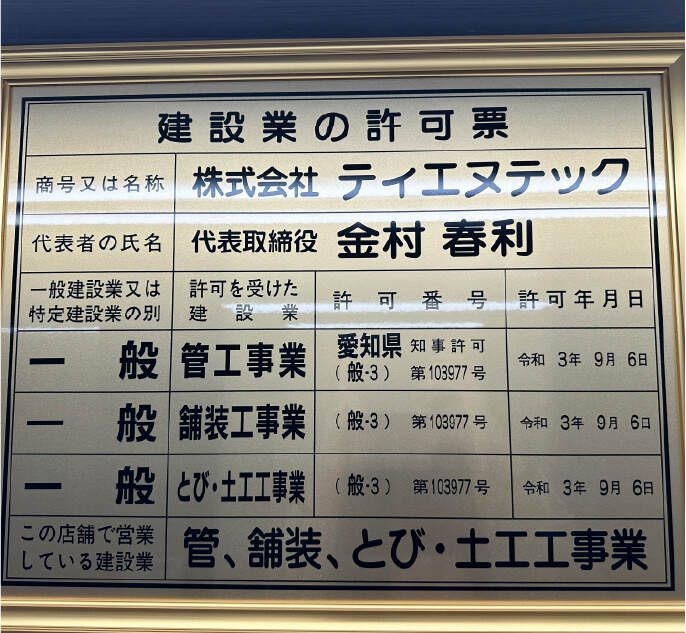 建設業の許可票
商号又は名称 株式会社 ティエヌテック
代表者の氏名 代表取締役 金村 春利
一般建設業又は 許可を受けた 許可番号 許可年月日
特定建設業の別 建設業
一般 管工事業 愛知県 知事許可 (般-3) 第103977号 令和 3年 9月 6日
一般 舗装工事業 (般-3) 第103977号 令和 3年 9月 6日
一般 とび・土工工事業 (般-3) 第103977号 令和 3年 9月 6日
この店舗で営業
している建設業 管、舗装、とび・土工工事業